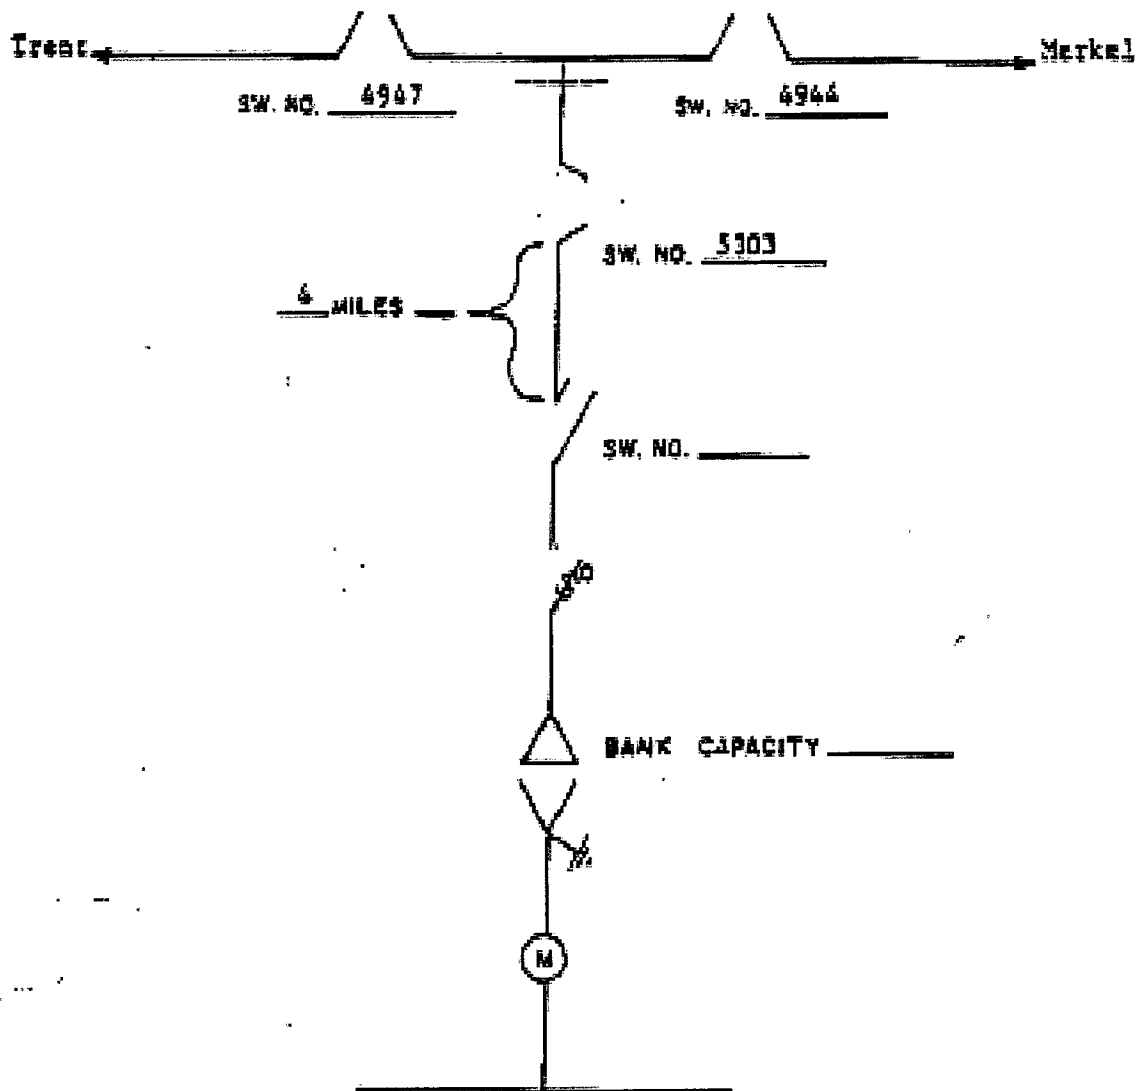 Trent
Merkel
SW. NO. 4947
SW. NO. 4944
SW. NO. 5303
4 MILES
SW. NO.
BANK CAPACITY
M